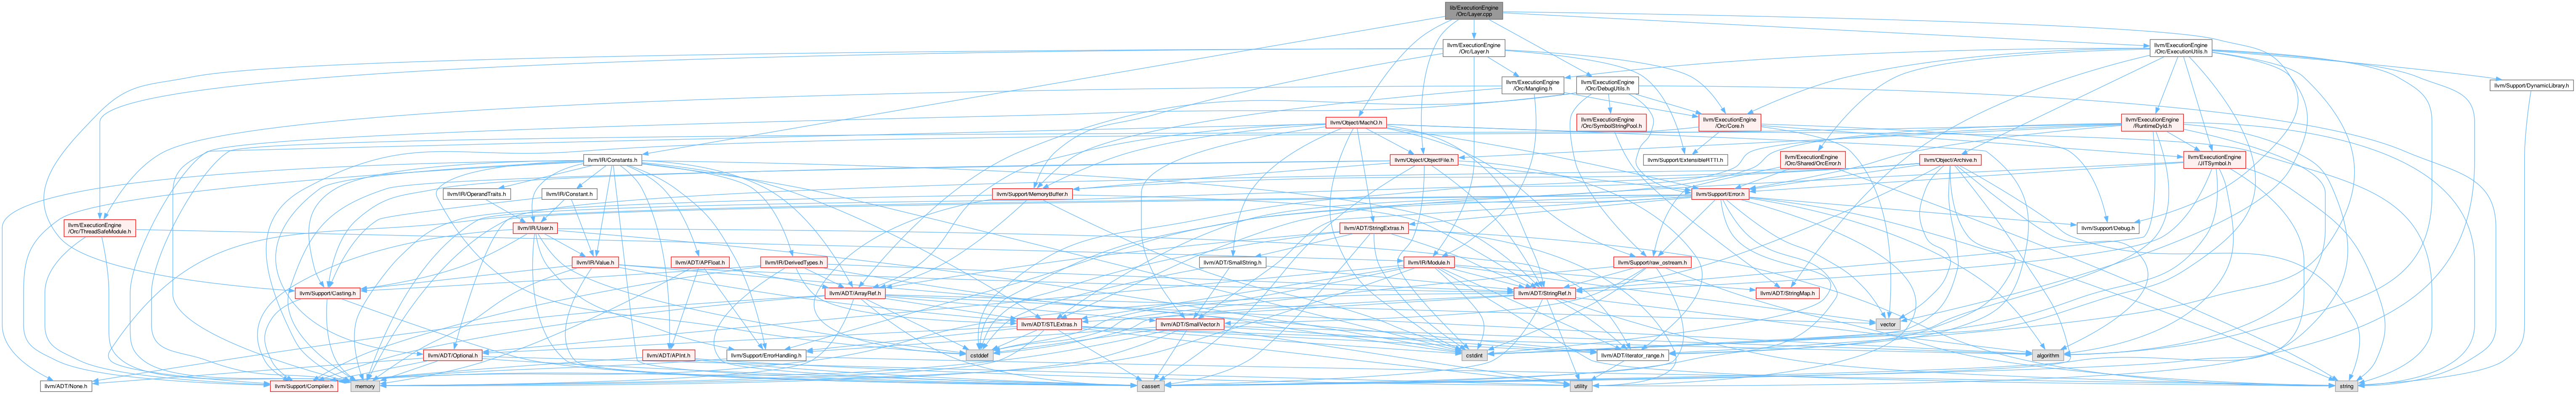 lib/ExecutionEngine
/Orc/Layer.cpp
llvm/ExecutionEngine
/Orc/Layer.h
llvm/ExecutionEngine
/Orc/ExecutionUtils.h
llvm/ExecutionEngine
/Orc/Mangling.h
llvm/ExecutionEngine
/Orc/DebugUtils.h
llvm/Support/DynamicLibrary.h
llvm/Object/MachO.h
llvm/ExecutionEngine
/Orc/SymbolStringPool.h
llvm/ExecutionEngine
/Orc/Core.h
llvm/ExecutionEngine
/RuntimeDyld.h
llvm/IR/Constants.h
llvm/Object/ObjectFile.h
llvm/Support/ExtensibleRTTI.h
llvm/ExecutionEngine
/Orc/Shared/OrcError.h
llvm/Object/Archive.h
llvm/ExecutionEngine
/JITSymbol.h
llvm/IR/OperandTraits.h
llvm/IR/Constant.h
llvm/Support/MemoryBuffer.h
llvm/Support/Error.h
llvm/ExecutionEngine
/Orc/ThreadSafeModule.h
llvm/IR/User.h
llvm/ADT/StringExtras.h
llvm/Support/Debug.h
llvm/IR/Value.h
llvm/ADT/APFloat.h
llvm/IR/DerivedTypes.h
llvm/ADT/SmallString.h
llvm/IR/Module.h
llvm/Support/raw_ostream.h
llvm/Support/Casting.h
llvm/ADT/ArrayRef.h
llvm/ADT/StringRef.h
llvm/ADT/StringMap.h
llvm/ADT/STLExtras.h
llvm/ADT/SmallVector.h
vector
llvm/ADT/Optional.h
llvm/ADT/APInt.h
llvm/Support/ErrorHandling.h
cstddef
cstdint
llvm/ADT/iterator_range.h
algorithm
llvm/ADT/None.h
llvm/Support/Compiler.h
memory
cassert
utility
string